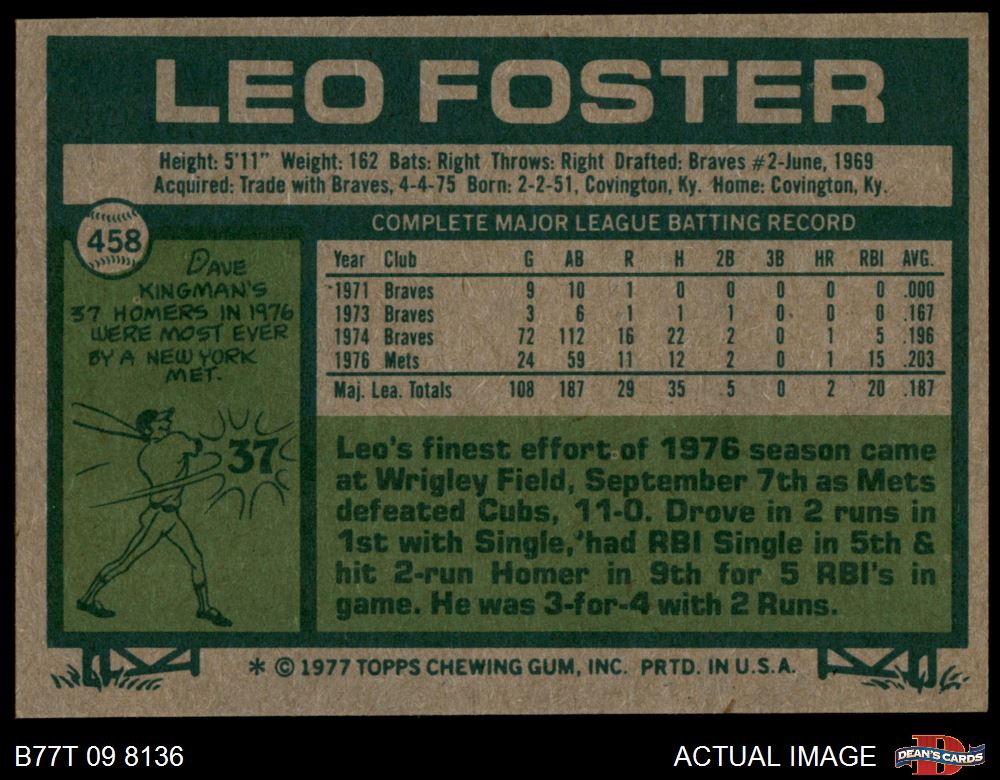 LEO FOSTER
Height: 5'11" Weight: 162 Bats: Right Throws: Right Drafted: Braves #2-June, 1969
Acquired: Trade with Braves, 4-4-75 Born: 2-2-51, Covington, Ky. Home: Covington, Ky.
458
DAVE
KINGMAN'S
37 HOMERS IN 1976
WERE MOST EVER
BY A NEW YORK
MET.
37
COMPLETE MAJOR LEAGUE BATTING RECORD
Year Club G AB R H 2B 3B HR RBI AVG.
1971 Braves 9 10 1 0 0 0 0 0 .000
1973 Braves 3 6 1 1 1 0 0 0 .167
1974 Braves 72 112 16 22 2 0 1 5 .196
1976 Mets 24 59 11 12 2 0 1 15 .203
Maj. Lea. Totals 108 187 29 35 5 0 2 20 .187
Leo's finest effort of 1976 season came
at Wrigley Field, September 7th as Mets
defeated Cubs, 11-0. Drove in 2 runs in
1st with Single, had RBI Single in 5th &
hit 2-run Homer in 9th for 5 RBI's in
game. He was 3-for-4 with 2 Runs.
* © 1977 TOPPS CHEWING GUM, INC. PRTD. IN U.S.A.
B77T 09 8136
ACTUAL IMAGE
D
DEAN'S CARDS